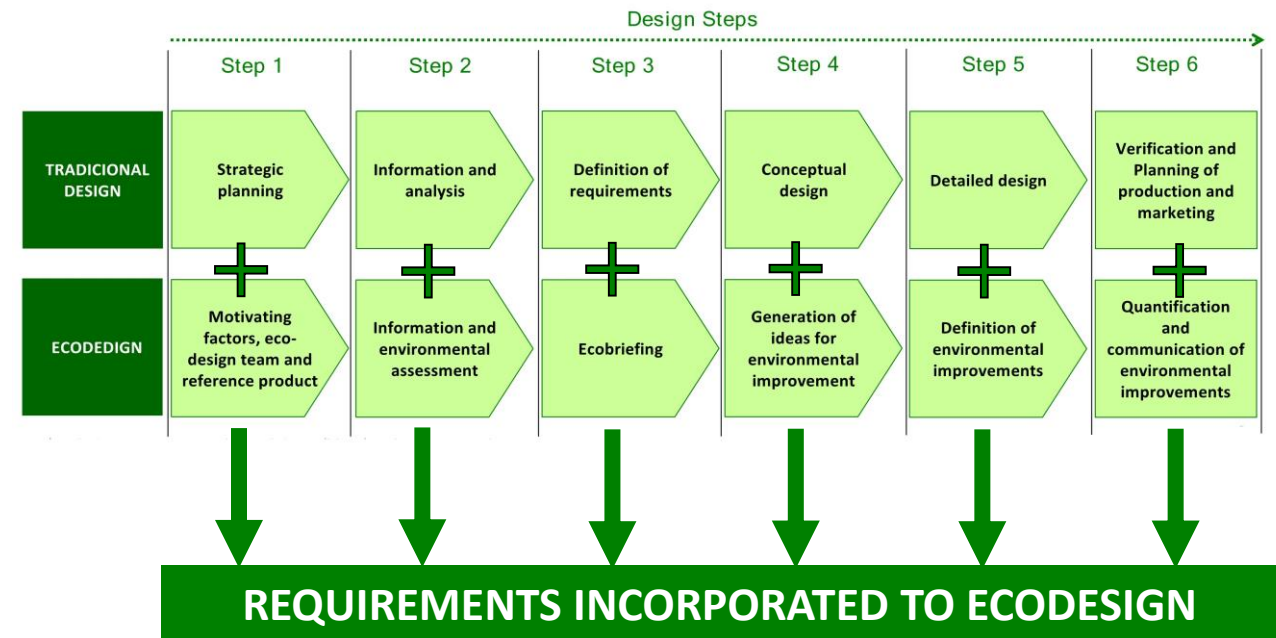 Design Steps
Step 1
Step 2
Step 3
Step 4
Step 5
Step 6
TRADICIONAL
DESIGN
Strategic
planning
Information and
analysis
Definition of
requirements
Conceptual
design
Detailed design
Verification and
Planning of
production and
marketing
ECODEDIGN
Motivating
factors, eco-
design team and
reference product
Information and
environmental
assessment
Ecobriefing
Generation of
ideas for
environmental
improvement
Definition of
environmental
improvements
Quantification
and
communication of
environmental
improvements
REQUIREMENTS INCORPORATED TO ECODESIGN